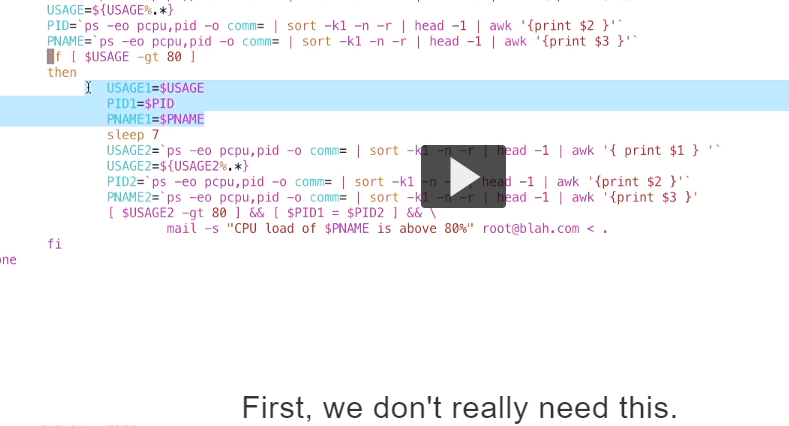 USAGE=${USAGE%.*}
PID=`ps -eo pcpu,pid -o comm= | sort -k1 -n -r | head -1 | awk '{print $2 }'`
PNAME=`ps -eo pcpu,pid -o comm= | sort -k1 -n -r | head -1 | awk '{print $3 }'`
if [ $USAGE -gt 80 ]
then
USAGE1=$USAGE
PID1=$PID
PNAME1=$PNAME
sleep 7
USAGE2=`ps -eo pcpu,pid -o comm= | sort -k1 -n -r | head -1 | awk '{ print $1 } '`
USAGE2=${USAGE2%.*}
PID2=`ps -eo pcpu,pid -o comm= | sort -k1 -n -r | head -1 | awk '{print $2 }'`
PNAME2=`ps -eo pcpu,pid -o comm= | sort -k1 -n -r | head -1 | awk '{print $3 }'
[ $USAGE2 -gt 80 ] && [ $PID1 = $PID2 ] && \
mail -s "CPU load of $PNAME is above 80%" root@blah.com < .
fi
one
First, we don't really need this.